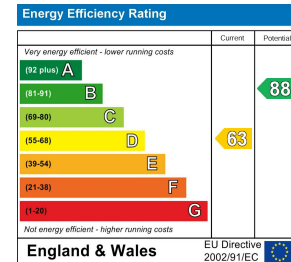 Energy Efficiency Rating
Current Potential
Very energy efficient - lower running costs
(92 plus) A
(81-91) B
88
(69-80) C
(55-68) D
63
(39-54) E
(21-38) F
(1-20) G
Not energy efficient - higher running costs
England & Wales
EU Directive
2002/91/EC